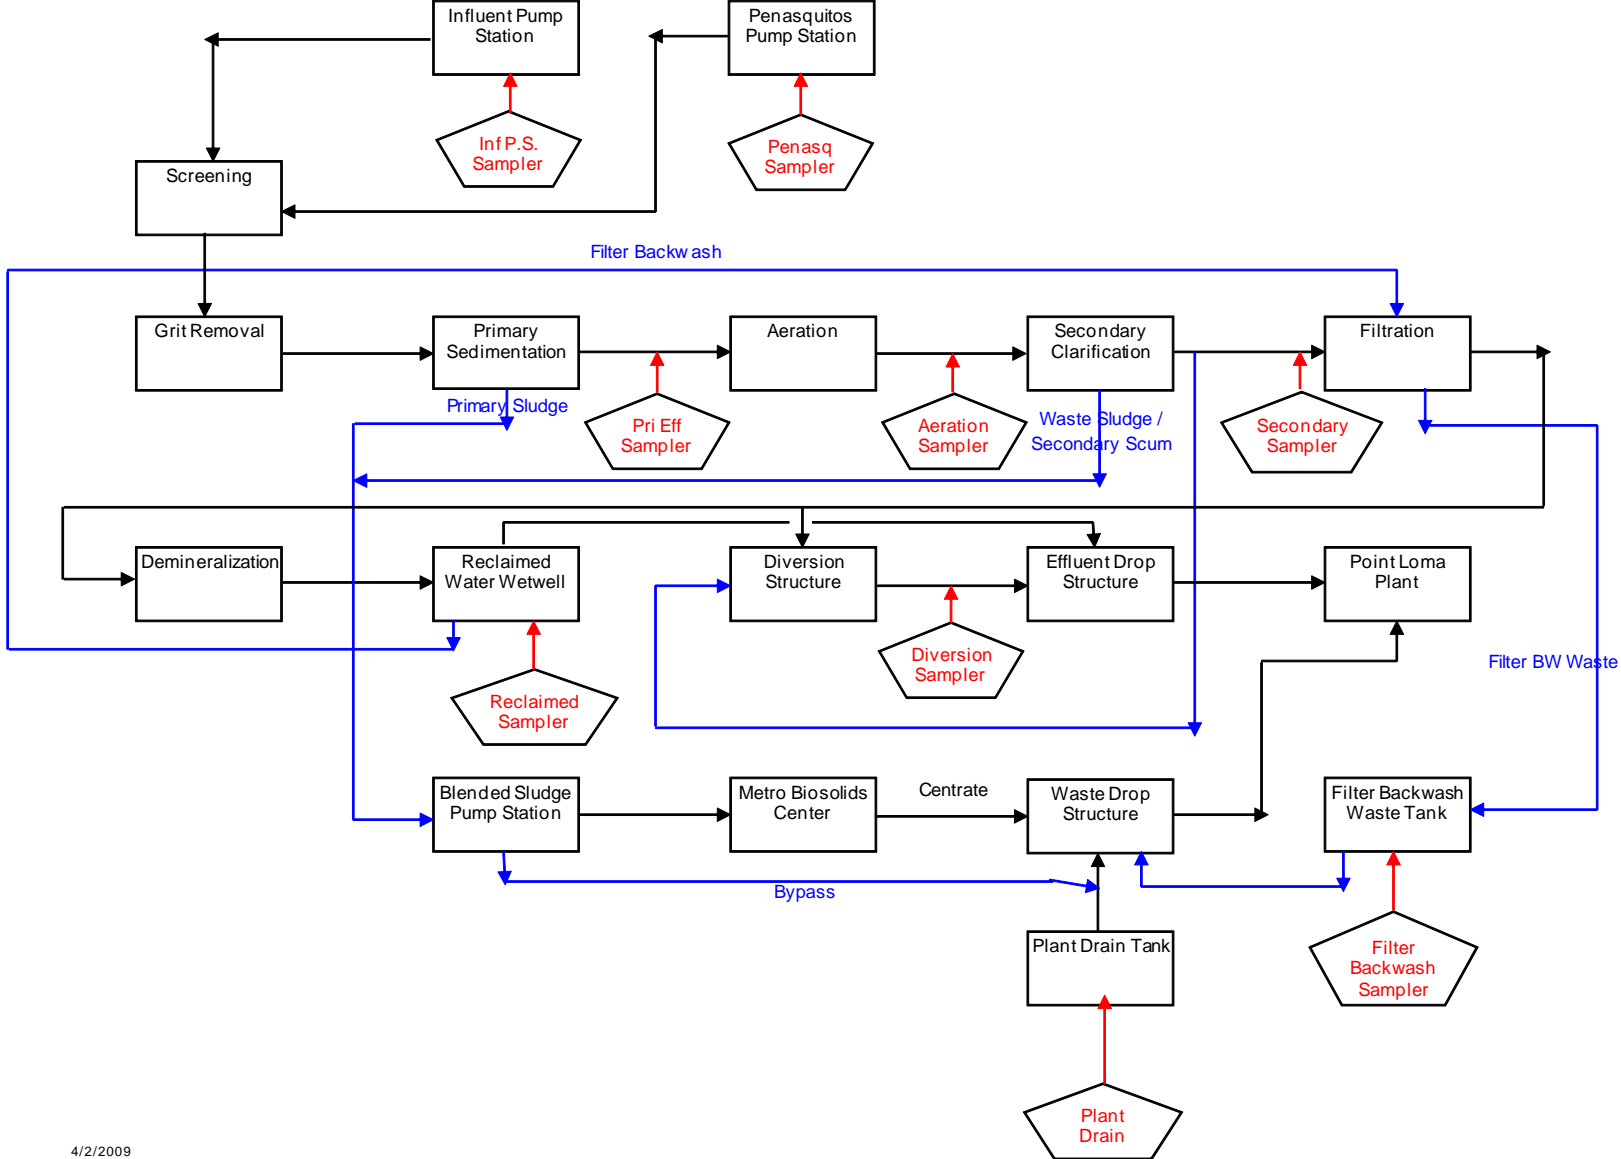 Influent Pump
Station
Penasquitos
Pump Station
Inf P.S.
Sampler
Penasq
Sampler
Screening
Filter Backwash
Grit Removal
Primary
Sedimentation
Aeration
Secondary
Clarification
Filtration
Primary Sludge
Pri Eff
Sampler
Aeration
Sampler
Waste Sludge /
Secondary Scum
Secondary
Sampler
Demineralization
Reclaimed
Water Wetwell
Diversion
Structure
Effluent Drop
Structure
Point Loma
Plant
Diversion
Sampler
Filter BW Waste
Reclaimed
Sampler
Blended Sludge
Pump Station
Metro Biosolids
Center
Centrate
Waste Drop
Structure
Filter Backwash
Waste Tank
Bypass
Plant Drain Tank
Filter
Backwash
Sampler
Plant
Drain
4/2/2009